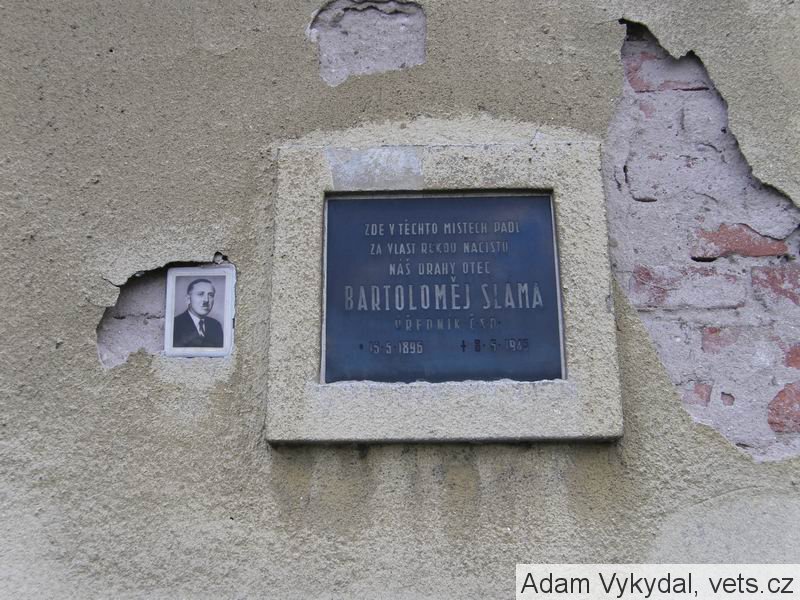 ZDE V TĚCHTO MÍSTECH PADL
ZA VLAST RUKOU NACISTŮ
NÁŠ DRAHÝ OTEC
BARTOLOMĚJ SLÁMA
ÚŘEDNÍK ČSD
* 15·5·1896 † 8·5·1945
Adam Vykydal, vets.cz